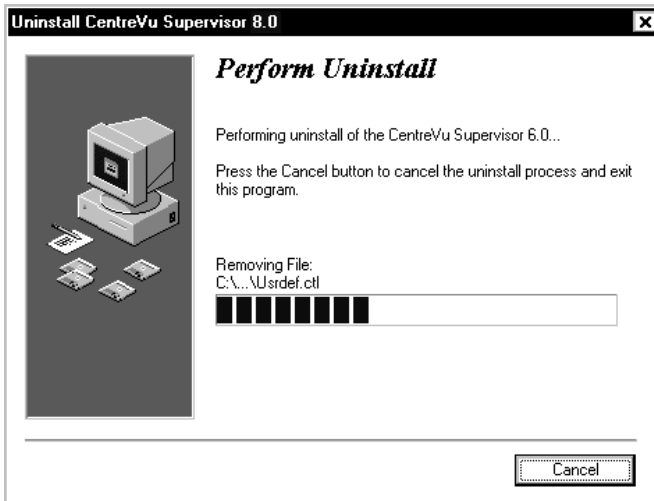 Uninstall CentreVu Supervisor 8.0
Perform Uninstall
Performing uninstall of the CentreVu Supervisor 6.0...
Press the Cancel button to cancel the uninstall process and exit
this program.
Removing File:
C:\...\Usrdef.ctl
Cancel